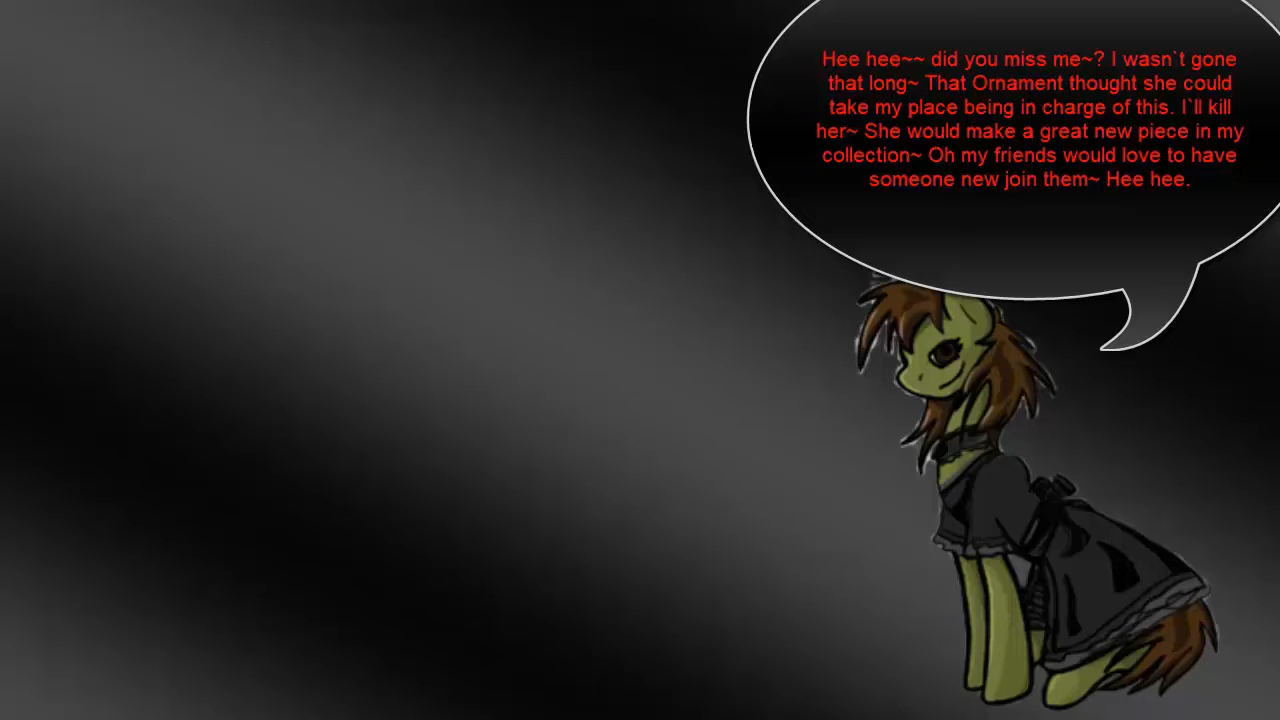 Hee hee~~ did you miss me~? I wasn`t gone
that long~ That Ornament thought she could
take my place being in charge of this. I`ll kill
her~ She would make a great new piece in my
collection~ Oh my friends would love to have
someone new join them~ Hee hee.